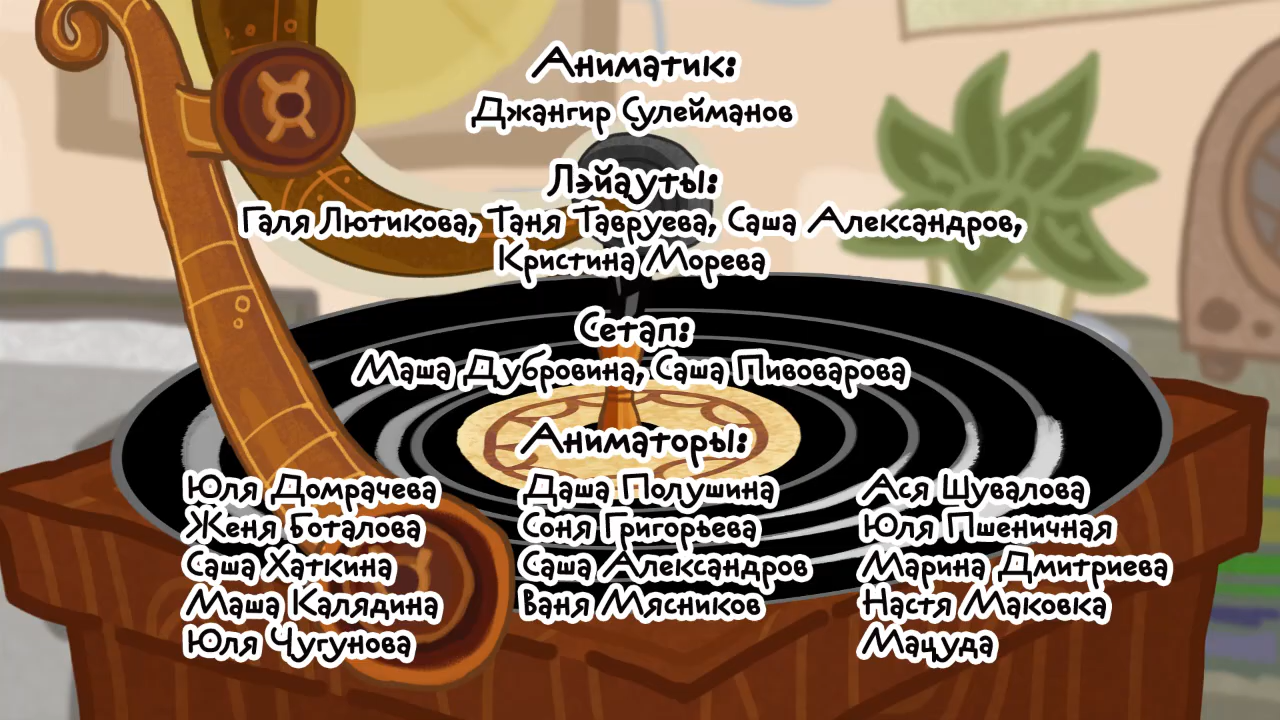 Аниматик:
Джангир Сулейманов
Лэйауты:
Галя Лютикова, Таня Тавруева, Саша Александров,
Кристина Морева
Сетап:
Маша Дубровина, Саша Пивоварова
Аниматоры:
Юля Домрачева
Женя Боталова
Саша Хаткина
Маша Калядина
Юля Чугунова
Даша Полушина
Соня Григорьева
Саша Александров
Ваня Мясников
Ася Шувалова
Юля Пшеничная
Марина Дмитриева
Настя Маковка
Мацуда